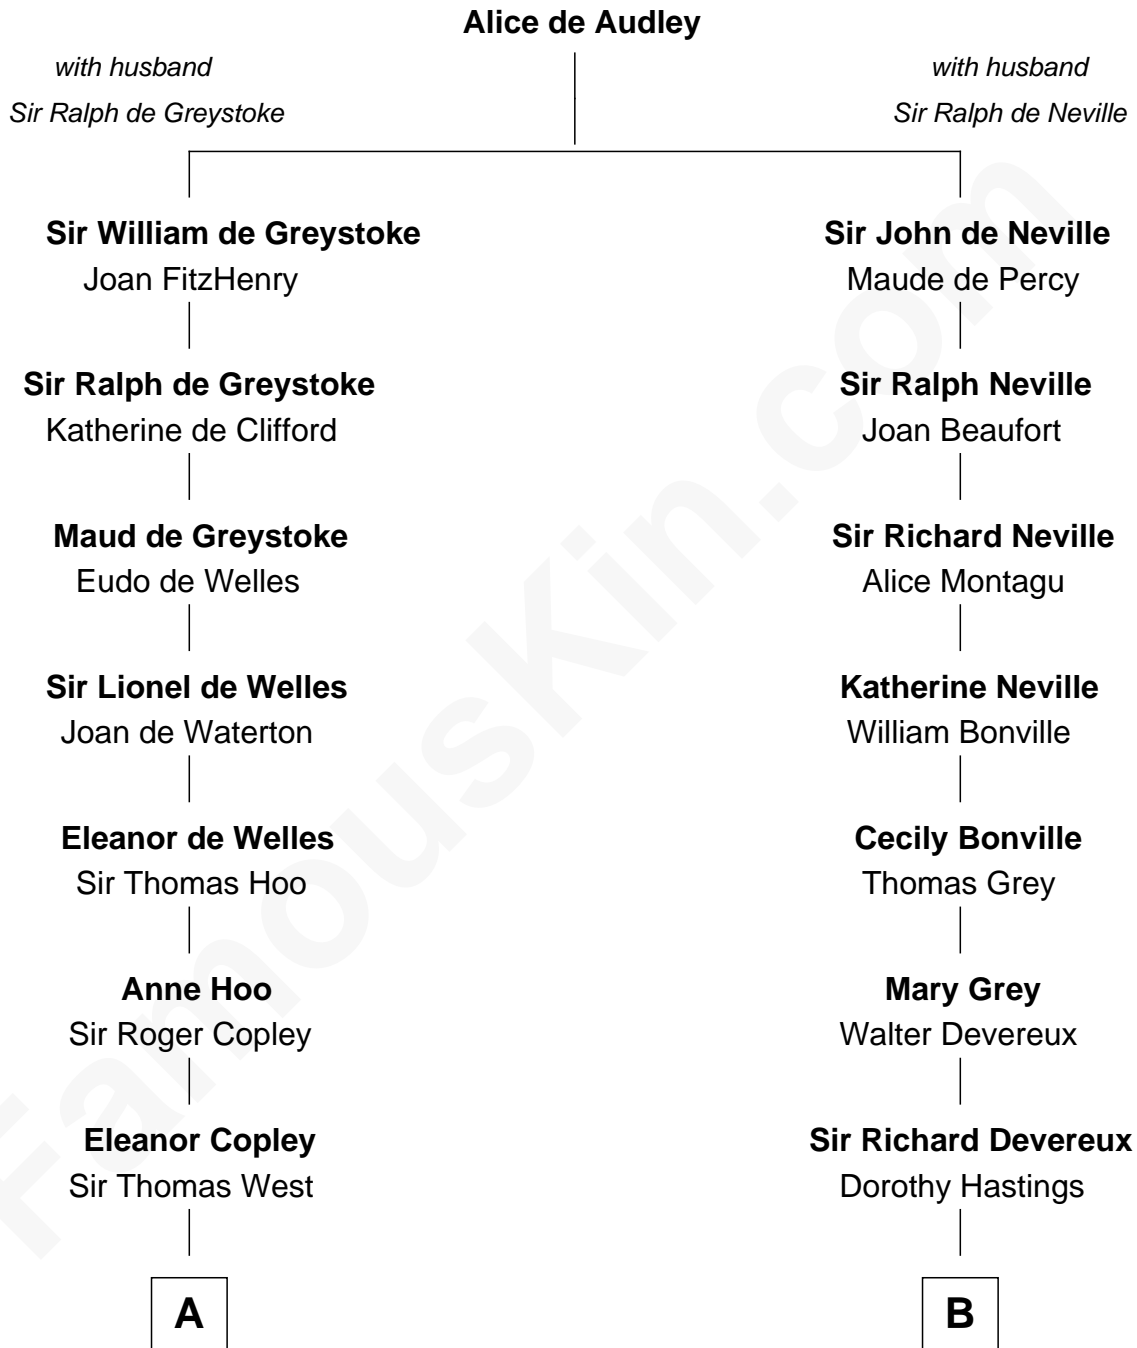 Alice de Audley
with husband
Sir Ralph de Greystoke
with husband
Sir Ralph de Neville
Sir William de Greystoke
Joan FitzHenry
Sir Ralph de Greystoke
Katherine de Clifford
Maud de Greystoke
Eudo de Welles
Sir Lionel de Welles
Joan de Waterton
Eleanor de Welles
Sir Thomas Hoo
Anne Hoo
Sir Roger Copley
Eleanor Copley
Sir Thomas West
A
Sir John de Neville
Maude de Percy
Sir Ralph Neville
Joan Beaufort
Sir Richard Neville
Alice Montagu
Katherine Neville
William Bonville
Cecily Bonville
Thomas Grey
Mary Grey
Walter Devereux
Sir Richard Devereux
Dorothy Hastings
B
FamousKin.com